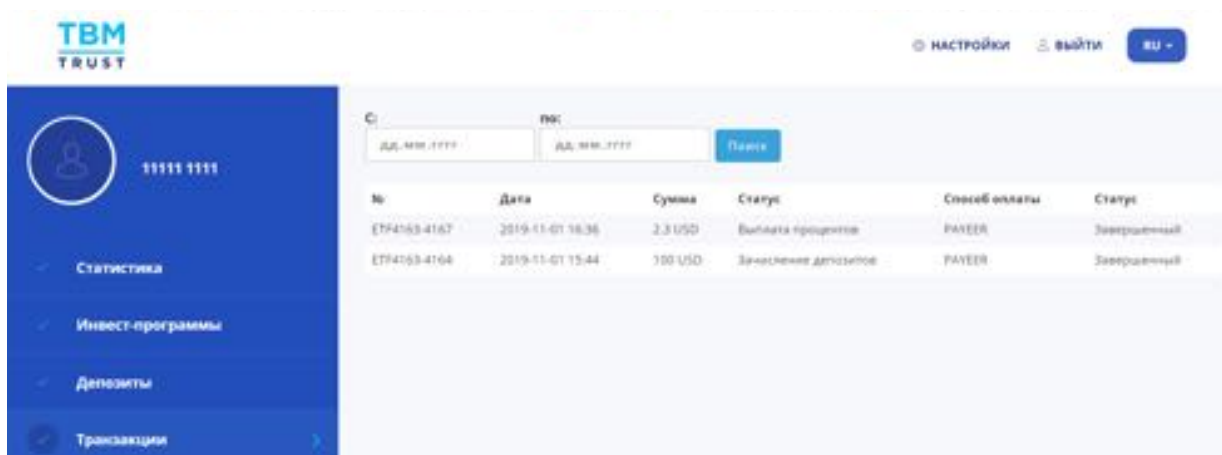 TBM
TRUST
НАСТРОЙКИ ВЫЙТИ RU
11111 1111
С: по:
дд.мм.гггг дд.мм.гггг Поиск
№ Дата Сумма Статус Способ оплаты Статус
ETF4163-4167 2019-11-01 16:36 2.3 USD Выплата процентов PAYEER Завершенный
ETF4163-4164 2019-11-01 15:44 100 USD Зачисление депозитов PAYEER Завершенный
Статистика
Инвест-программы
Депозиты
Транзакции